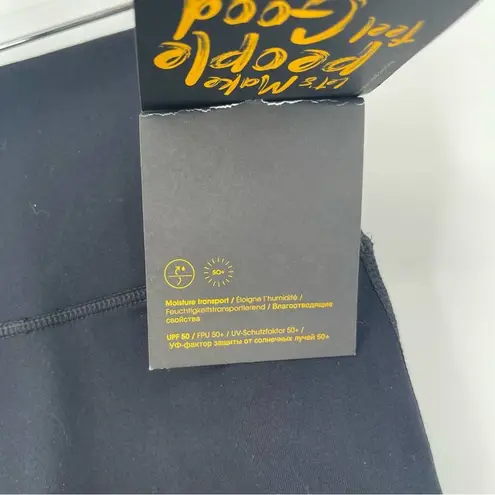 Let's Make
people
feel Good
50+
Moisture transport / Éloigne l'humidité /
Feuchtigkeitstransportierend / Влагоотводящие
свойства
UPF 50 / FPU 50+ / UV-Schutzfaktor 50+ /
УФ-фактор защиты от солнечных лучей 50+